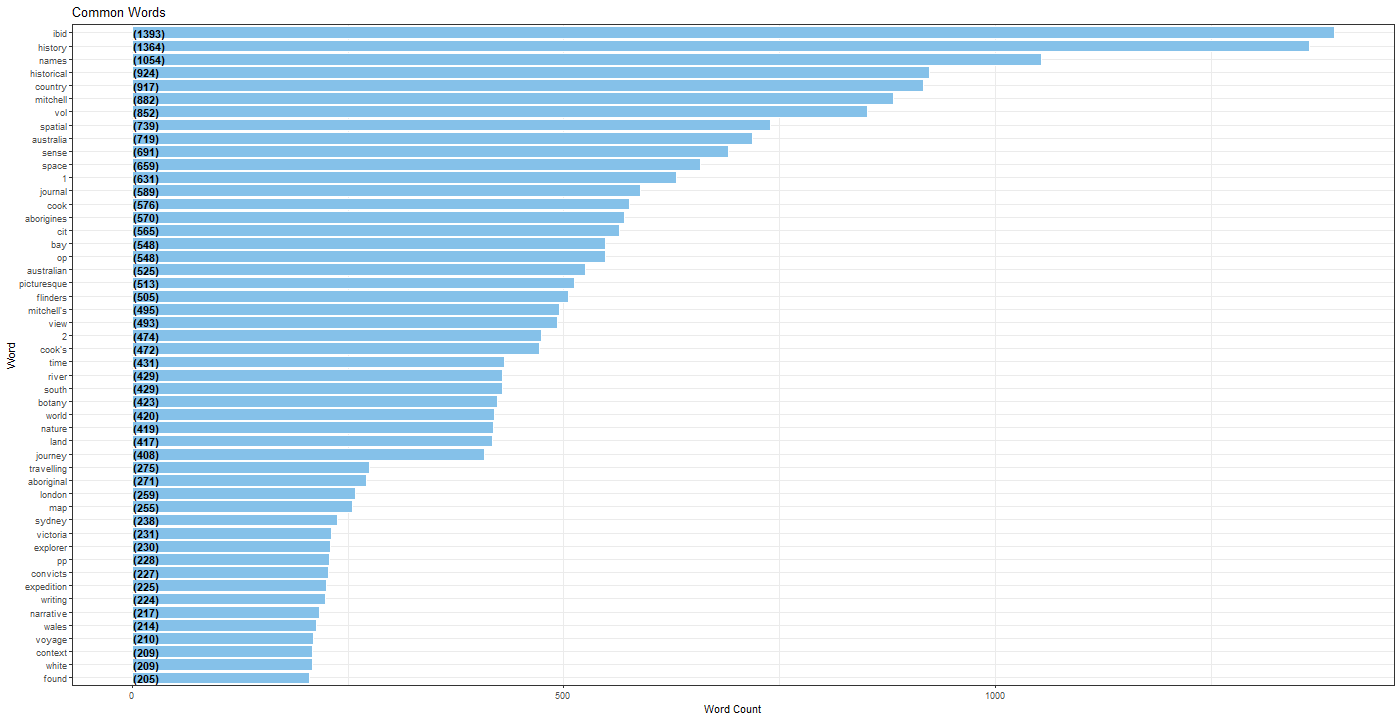 Common Words
ibid (1393)
history (1364)
names (1054)
historical (924)
country (917)
mitchell (882)
vol (852)
spatial (739)
australia (719)
sense (691)
space (659)
1 (631)
journal (589)
cook (576)
aborigines (570)
cit (565)
bay (548)
op (548)
australian (525)
picturesque (513)
flinders (505)
mitchell's (495)
view (493)
2 (474)
cook's (472)
time (431)
river (429)
south (429)
botany (423)
world (420)
nature (419)
land (417)
journey (408)
travelling (275)
aboriginal (271)
london (259)
map (255)
sydney (238)
victoria (231)
explorer (230)
pp (228)
convicts (227)
expedition (225)
writing (224)
narrative (217)
wales (214)
voyage (210)
context (209)
white (209)
found (205)
Word
0 500 1000
Word Count